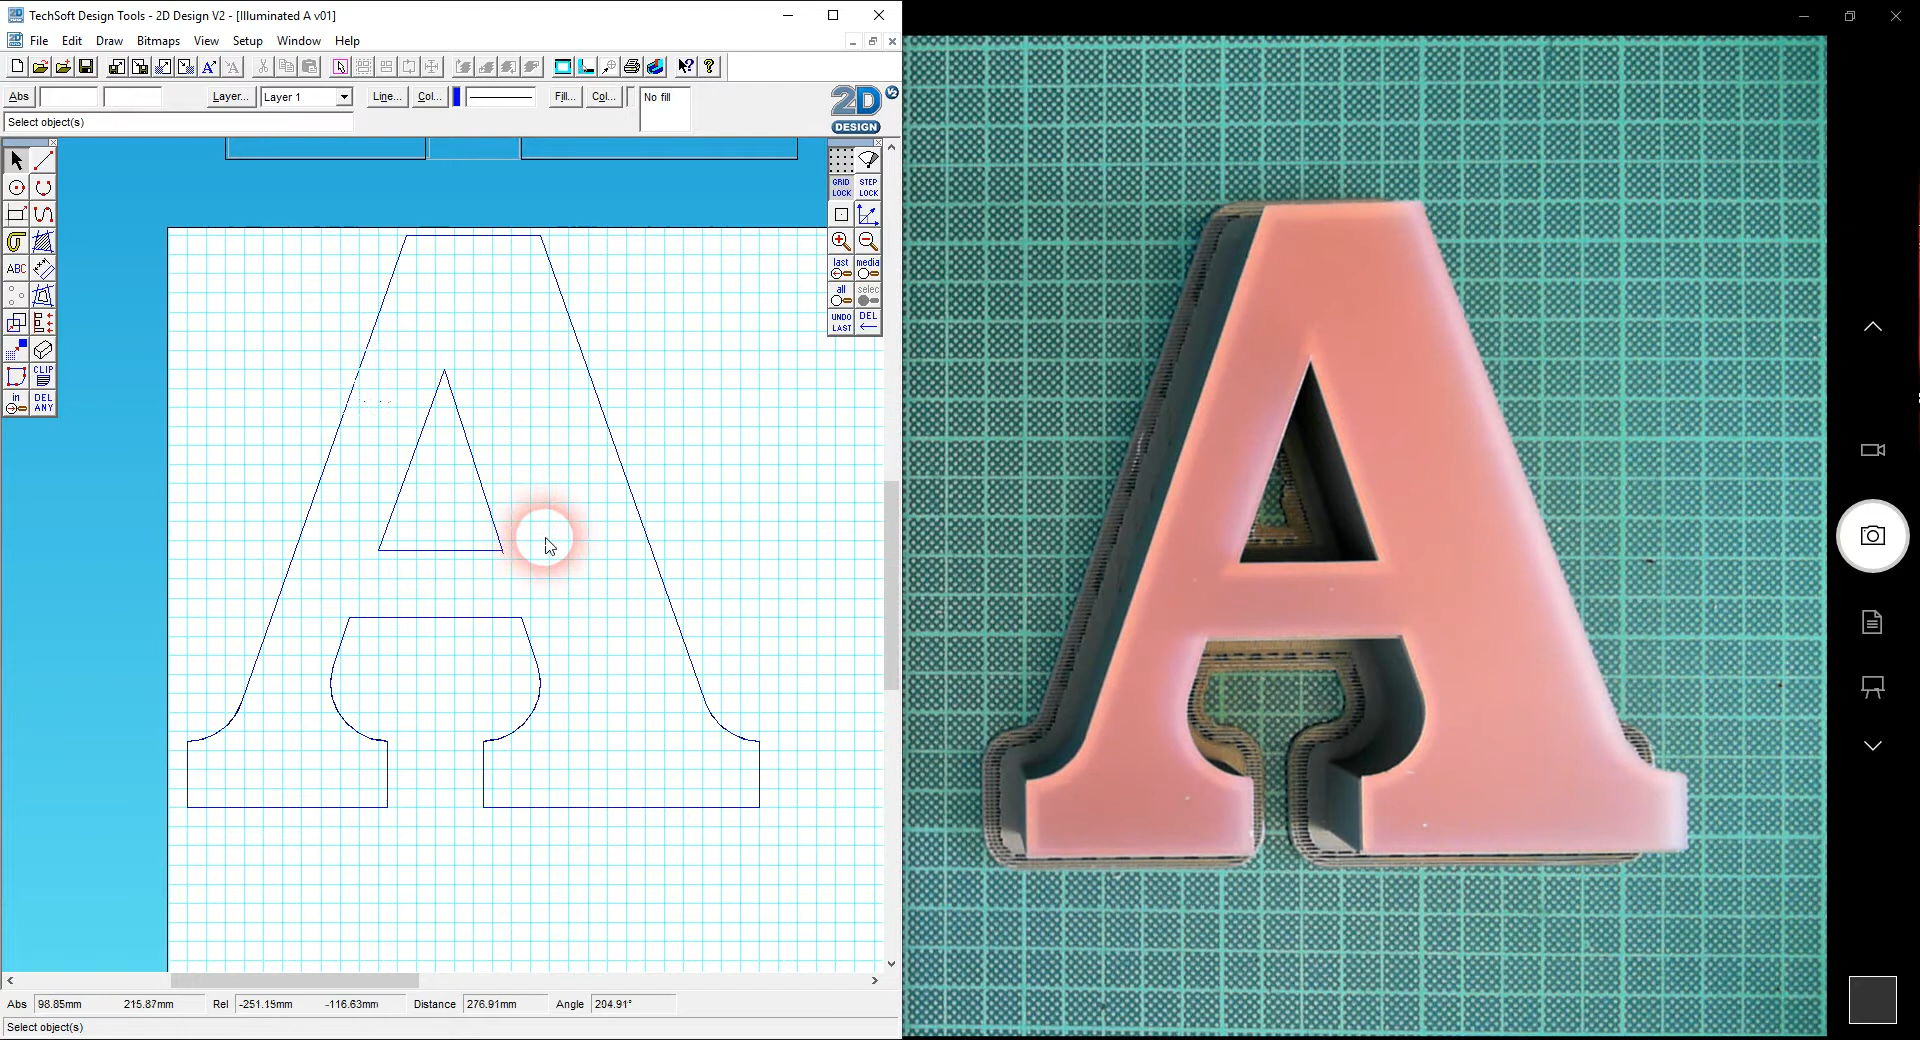 TechSoft Design Tools - 2D Design V2 - [Illuminated A v01]
File Edit Draw Bitmaps View Setup Window Help
Abs Layer... Layer 1 Line... Col... Fill... Col... No fill
2D V2
DESIGN
Select object(s)
GRID LOCK STEP LOCK
last media
all selec
UNDO LAST DEL
ABC
CLIP
in DEL ANY
Abs 98.85mm 215.87mm Rel -251.15mm -116.63mm Distance 276.91mm Angle 204.91°
Select object(s)